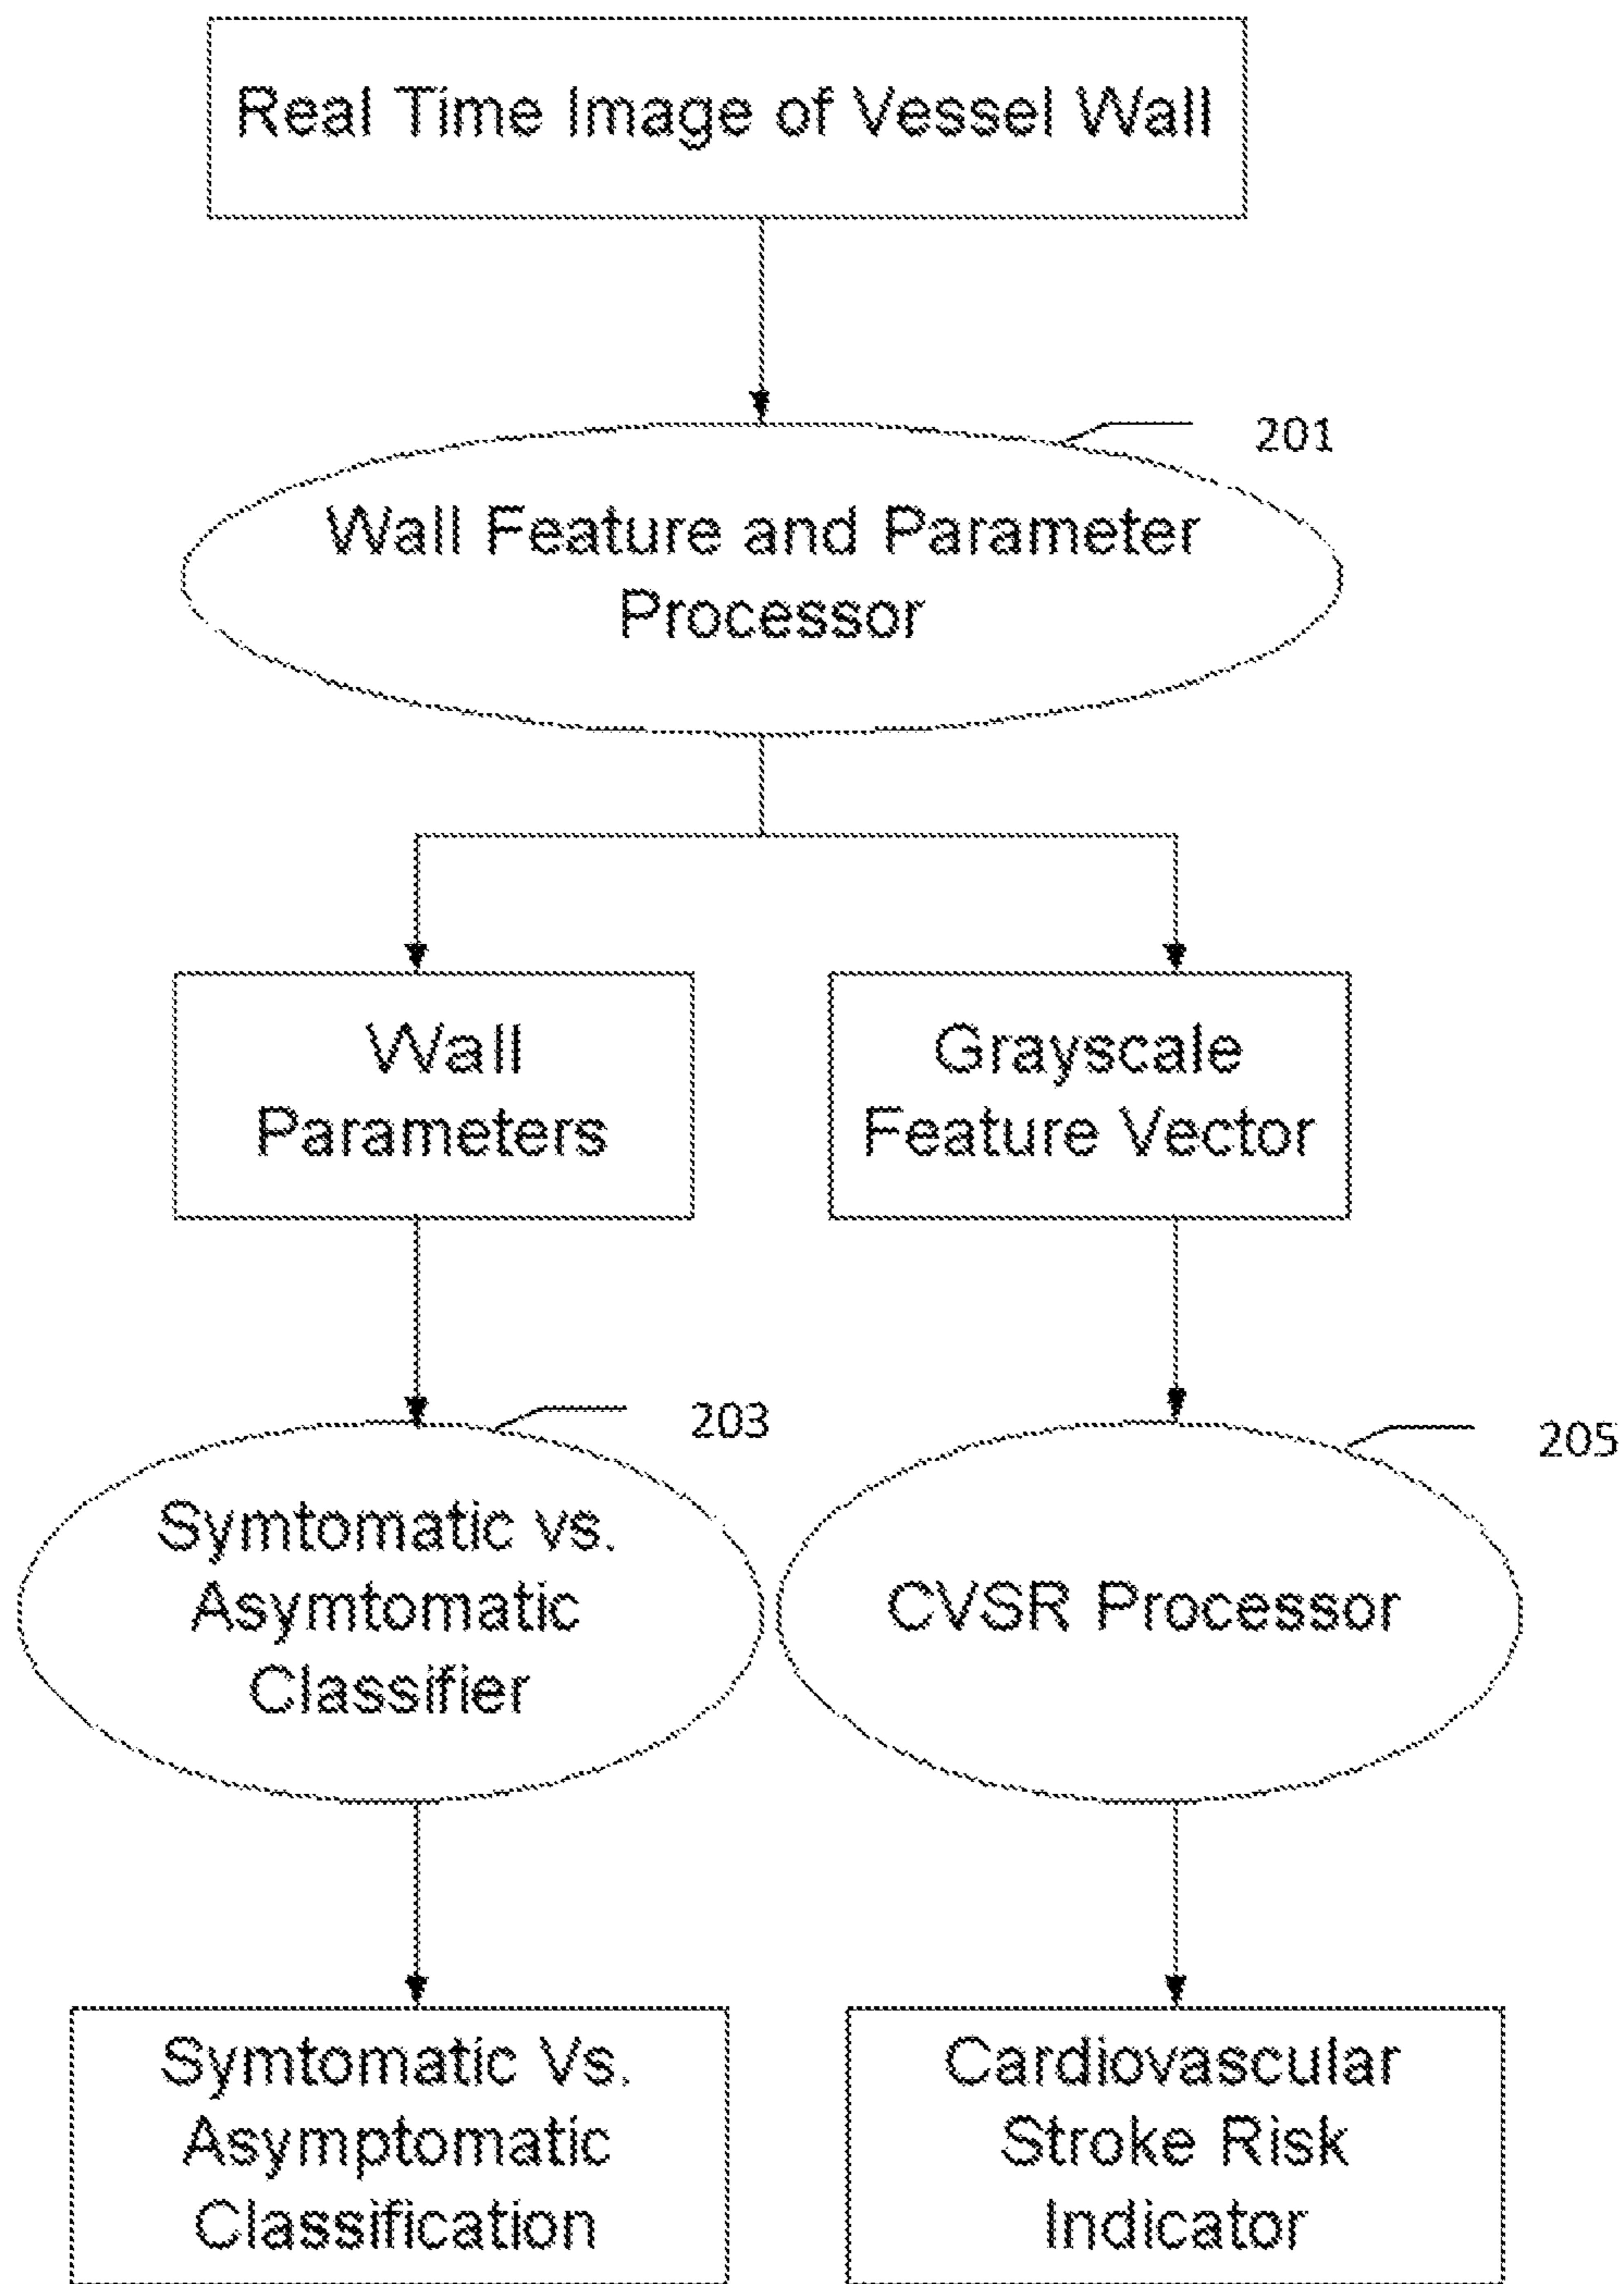 Real Time Image of Vessel Wall
201
Wall Feature and Parameter
Processor
Wall
Parameters
Grayscale
Feature Vector
203
Symtomatic vs.
Asymtomatic
Classifier
205
CVSR Processor
Symtomatic Vs.
Asymptomatic
Classification
Cardiovascular
Stroke Risk
Indicator